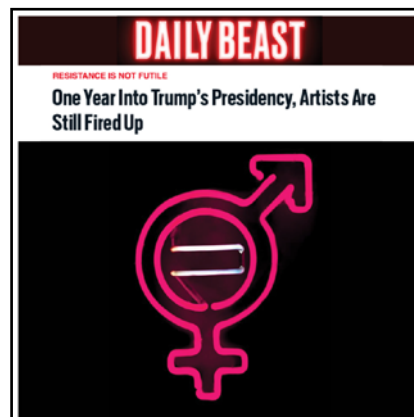 DAILY BEAST
RESISTANCE IS NOT FUTILE
One Year Into Trump's Presidency, Artists Are
Still Fired Up